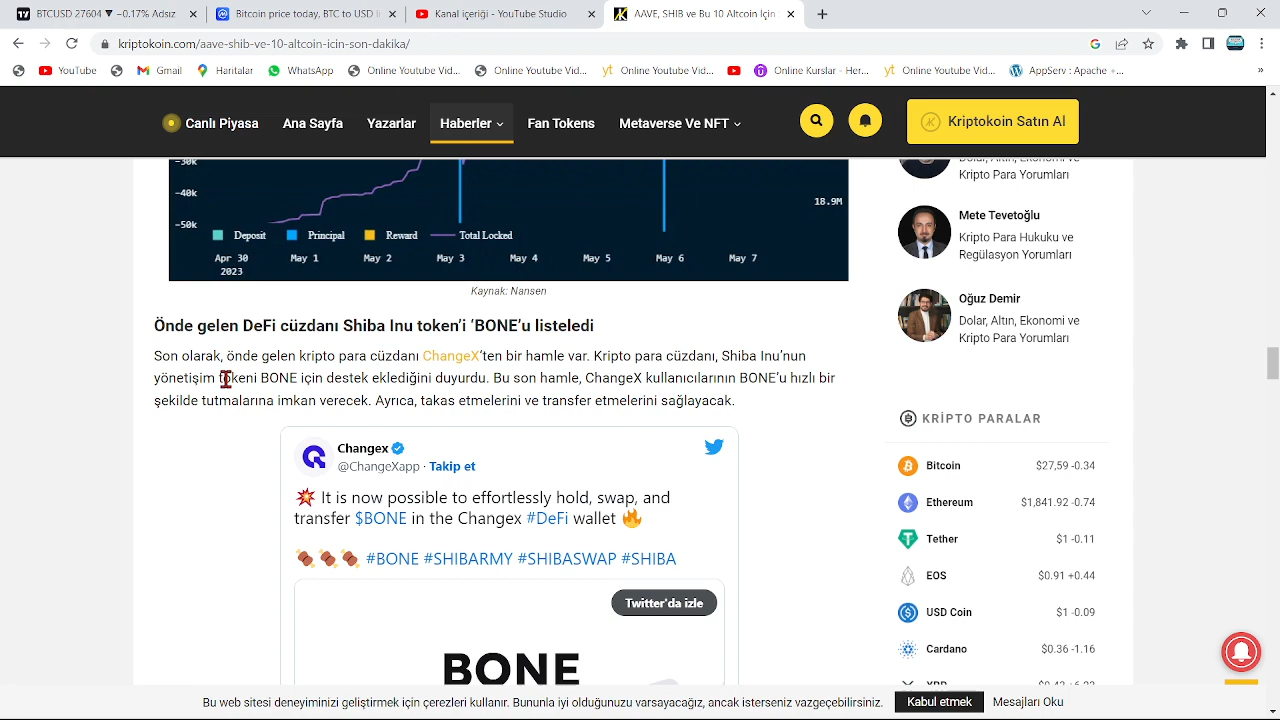 BTCUSD 27604 ▼ −0.17% Adsız
Bitcoin price today, BTC to USD li
Kanal içeriği - YouTube Studio
AAVE, SHIB ve Bu 10 Altcoin İçin
kriptokoin.com/aave-shib-ve-10-altcoin-icin-son-dakika/
YouTube
Gmail
Haritalar
WhatsApp
Online Youtube Vid...
Online Youtube Vid...
Online Youtube Vid...
Online Kurslar - Her...
Online Youtube Vid...
AppServ : Apache +...
»
Canlı Piyasa
Ana Sayfa
Yazarlar
Haberler
Fan Tokens
Metaverse Ve NFT
Kriptokoin Satın Al
-30k
-40k
-50k
18.9M
Deposit
Principal
Reward
Total Locked
Apr 30
2023
May 1
May 2
May 3
May 4
May 5
May 6
May 7
Kaynak: Nansen
Önde gelen DeFi cüzdanı Shiba Inu token’i ‘BONE’u listeledi
Son olarak, önde gelen kripto para cüzdanı ChangeX‘ten bir hamle var. Kripto para cüzdanı, Shiba Inu’nun
yönetişim tokeni BONE için destek eklediğini duyurdu. Bu son hamle, ChangeX kullanıcılarının BONE’u hızlı bir
şekilde tutmalarına imkan verecek. Ayrıca, takas etmelerini ve transfer etmelerini sağlayacak.
Changex
@ChangeXapp · Takip et
💥 It is now possible to effortlessly hold, swap, and
transfer $BONE in the Changex #DeFi wallet 🔥
🍖🍖🍖 #BONE #SHIBARMY #SHIBASWAP #SHIBA
Twitter'da izle
BONE
Dolar, Altın, Ekonomi ve
Kripto Para Yorumları
Mete Tevetoğlu
Kripto Para Hukuku ve
Regülasyon Yorumları
Oğuz Demir
Dolar, Altın, Ekonomi ve
Kripto Para Yorumları
KRİPTO PARALAR
Bitcoin $27,59 -0.34
Ethereum $1,841.92 -0.74
Tether $1 -0.11
EOS $0.91 +0.44
USD Coin $1 -0.09
Cardano $0.36 -1.16
XRP $0.43 +6.23
Bu web sitesi deneyiminizi geliştirmek için çerezleri kullanır. Bununla iyi olduğunuzu varsayacağız, ancak isterseniz vazgeçebilirsiniz.
Kabul etmek
Mesajları Oku